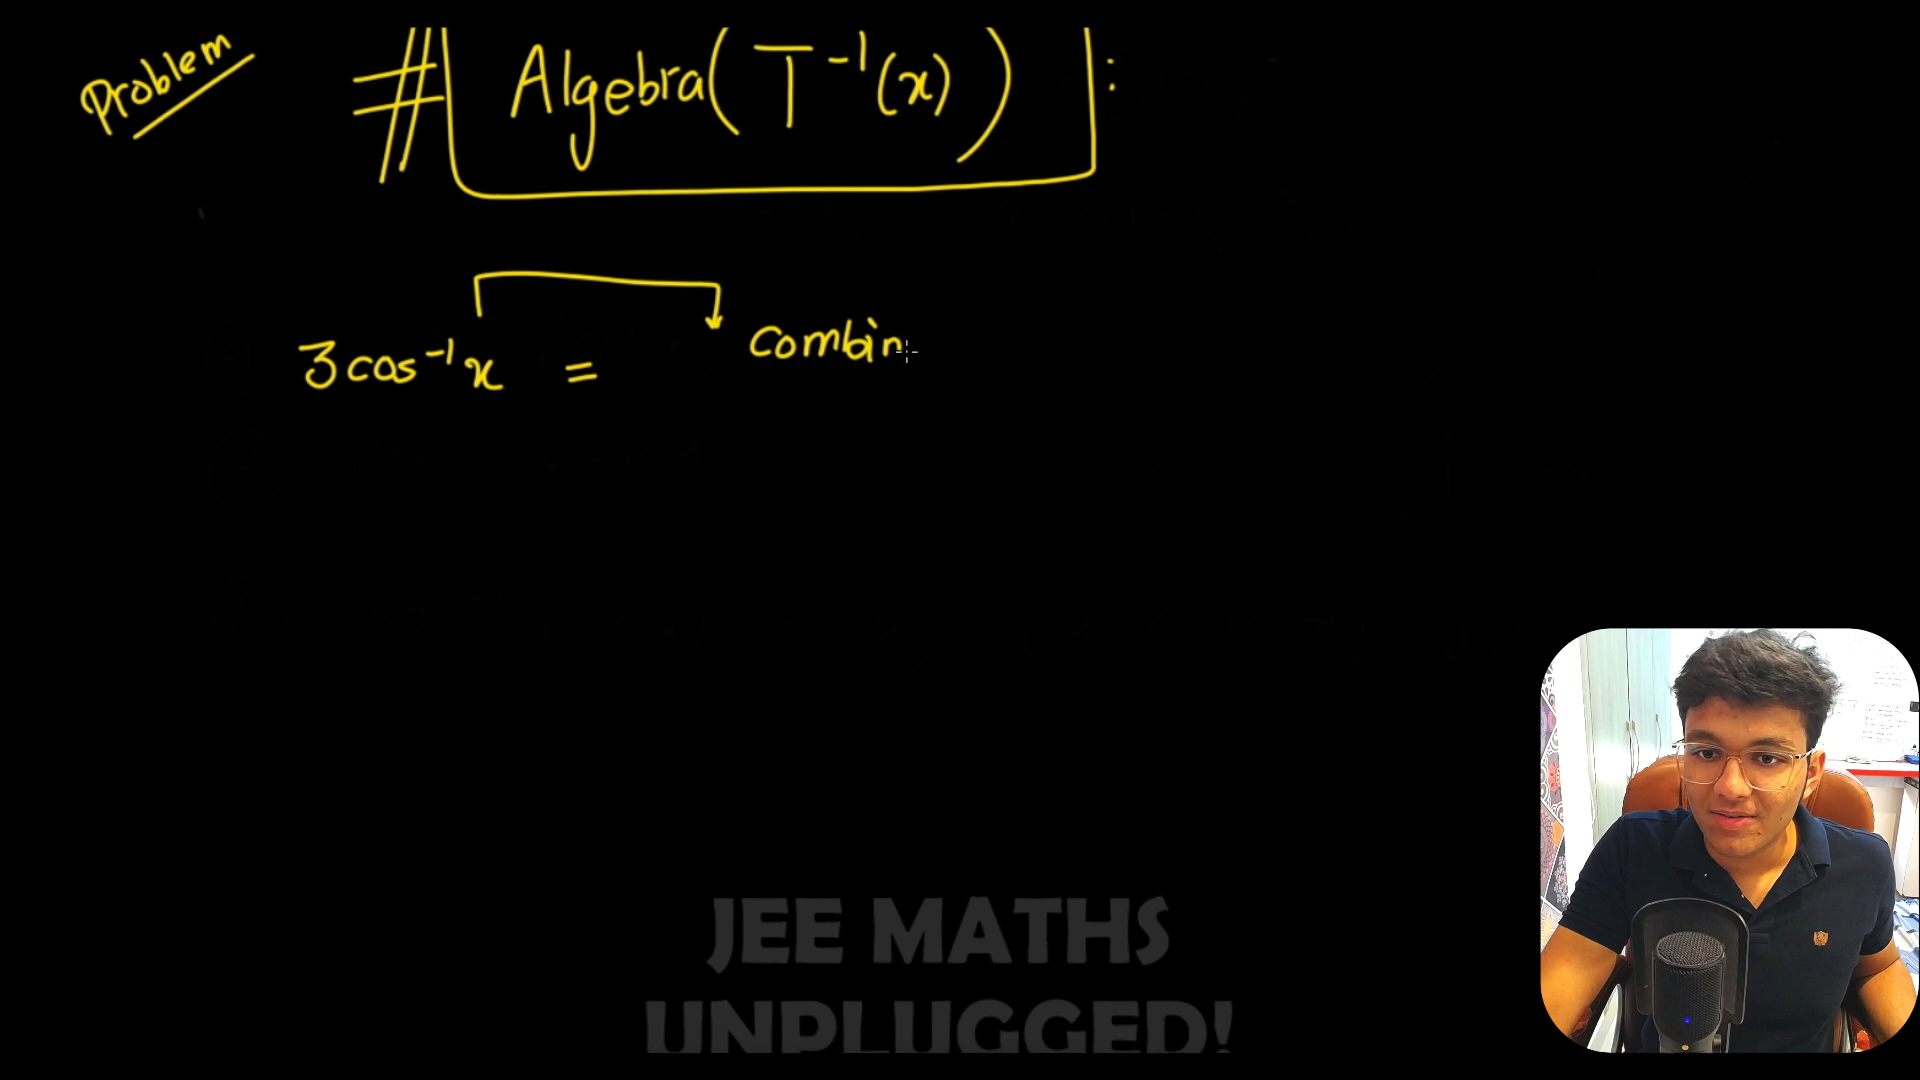 Problem
# Algebra(T⁻¹(x)) :
3cos⁻¹x = combin
JEE MATHS
UNPLUGGED!